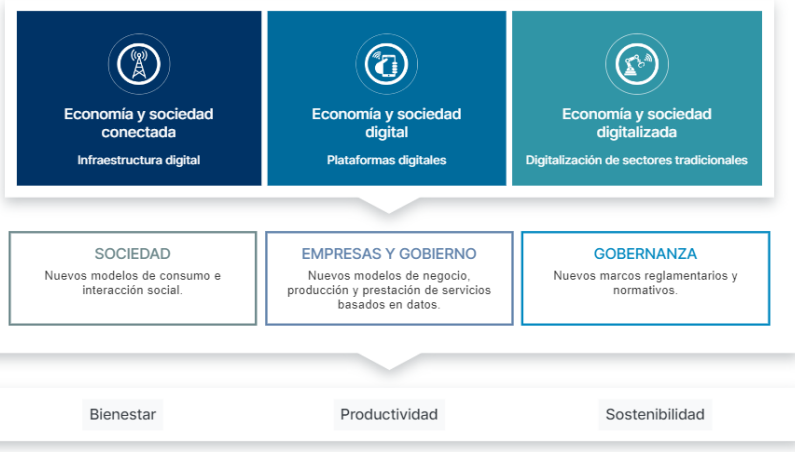 Economía y sociedad
conectada
Infraestructura digital
Economía y sociedad
digital
Plataformas digitales
Economía y sociedad
digitalizada
Digitalización de sectores tradicionales
SOCIEDAD
Nuevos modelos de consumo e
interacción social.
EMPRESAS Y GOBIERNO
Nuevos modelos de negocio,
producción y prestación de servicios
basados en datos.
GOBERNANZA
Nuevos marcos reglamentarios y
normativos.
Bienestar
Productividad
Sostenibilidad